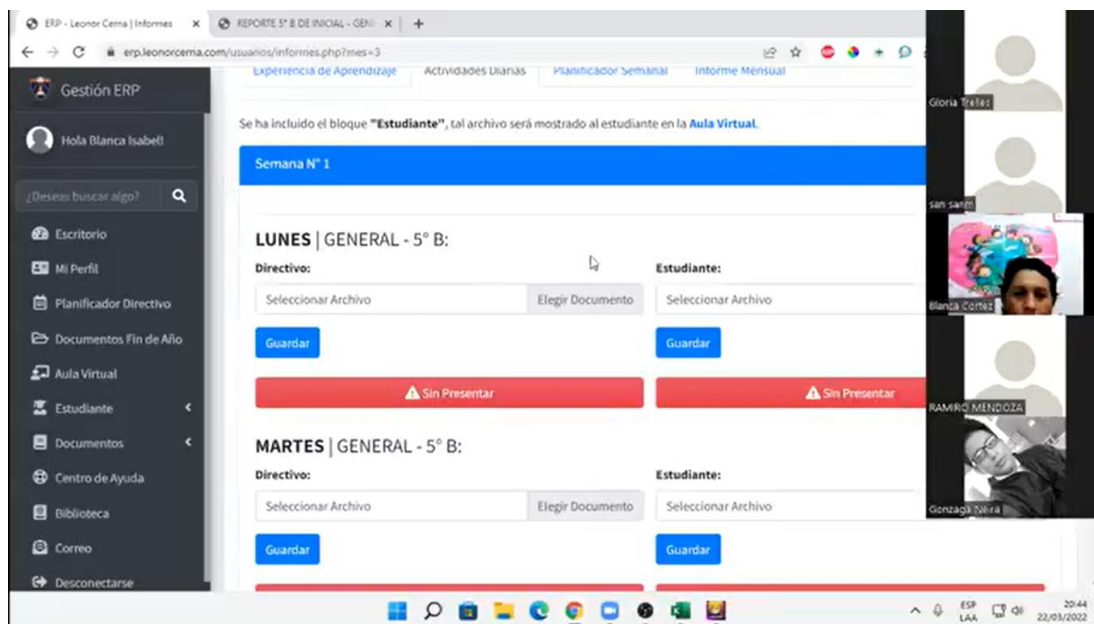 ERP - Leonor Cerna | Informes
REPORTE 5° B DE INICIAL - GEN
erp.leonorcerna.com/usuarios/informes.php?mes=3
Gestión ERP
Hola Blanca Isabel!
¿Deseas buscar algo?
Escritorio
Mi Perfil
Planificador Directivo
Documentos Fin de Año
Aula Virtual
Estudiante
Documentos
Centro de Ayuda
Biblioteca
Correo
Desconectarse
Experiencia de Aprendizaje Actividades Diarias Planificador Semanal Informe Mensual
Se ha incluido el bloque "Estudiante", tal archivo será mostrado al estudiante en la Aula Virtual.
Semana N° 1
LUNES | GENERAL - 5° B:
Directivo: Estudiante:
Seleccionar Archivo Elegir Documento Seleccionar Archivo
Guardar Guardar
Sin Presentar Sin Presentar
MARTES | GENERAL - 5° B:
Directivo: Estudiante:
Seleccionar Archivo Elegir Documento Seleccionar Archivo
Guardar Guardar
Gloria Trelles
san sanm
Blanca Cortez
RAMIRO MENDOZA
Gonzaga Neira
ESP
LAA
20:44
22/03/2022